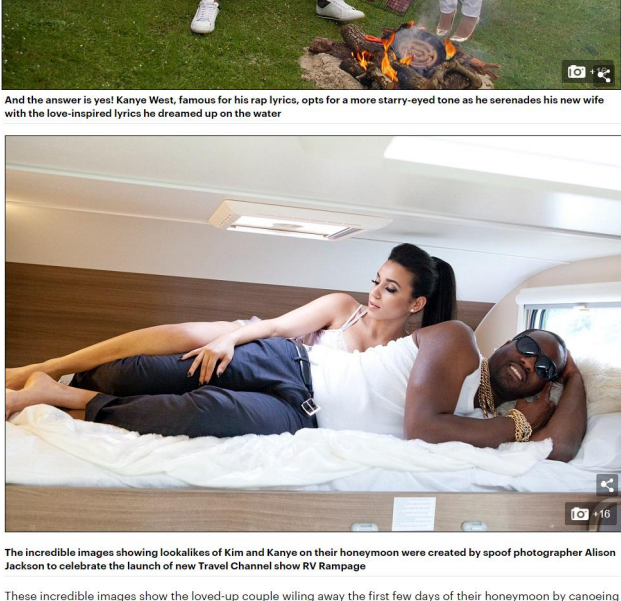 And the answer is yes! Kanye West, famous for his rap lyrics, opts for a more starry-eyed tone as he serenades his new wife
with the love-inspired lyrics he dreamed up on the water
+16
The incredible images showing lookalikes of Kim and Kanye on their honeymoon were created by spoof photographer Alison
Jackson to celebrate the launch of new Travel Channel show RV Rampage
These incredible images show the loved-up couple wiling away the first few days of their honeymoon by canoeing